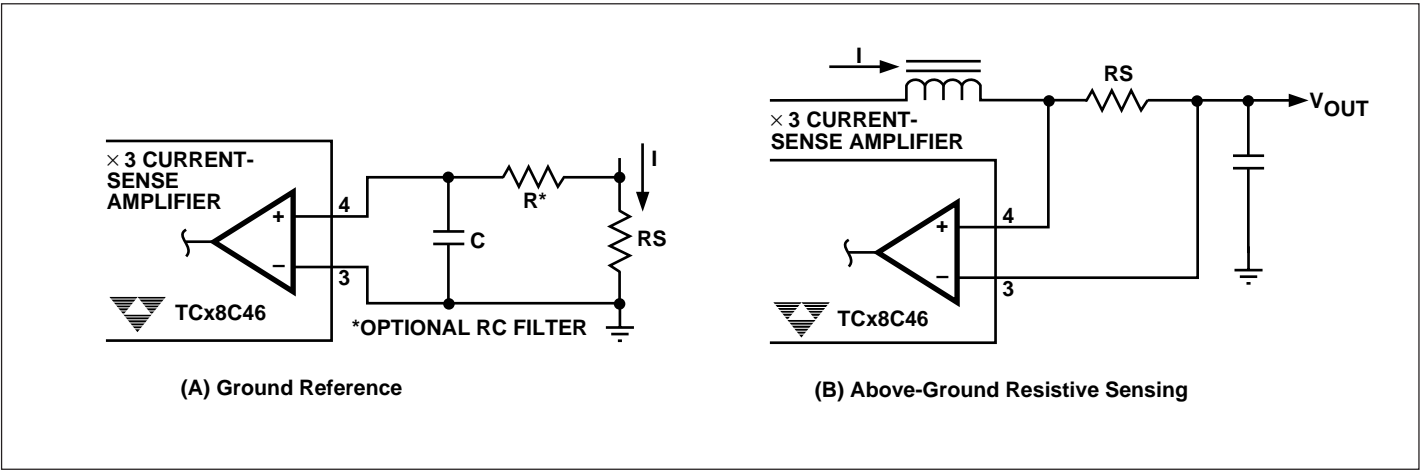 × 3 CURRENT-
SENSE
AMPLIFIER
+
−
4
3
C
R*
I
RS
TCx8C46
*OPTIONAL RC FILTER
(A) Ground Reference
I
RS
VOUT
× 3 CURRENT-
SENSE AMPLIFIER
+
−
4
3
TCx8C46
(B) Above-Ground Resistive Sensing